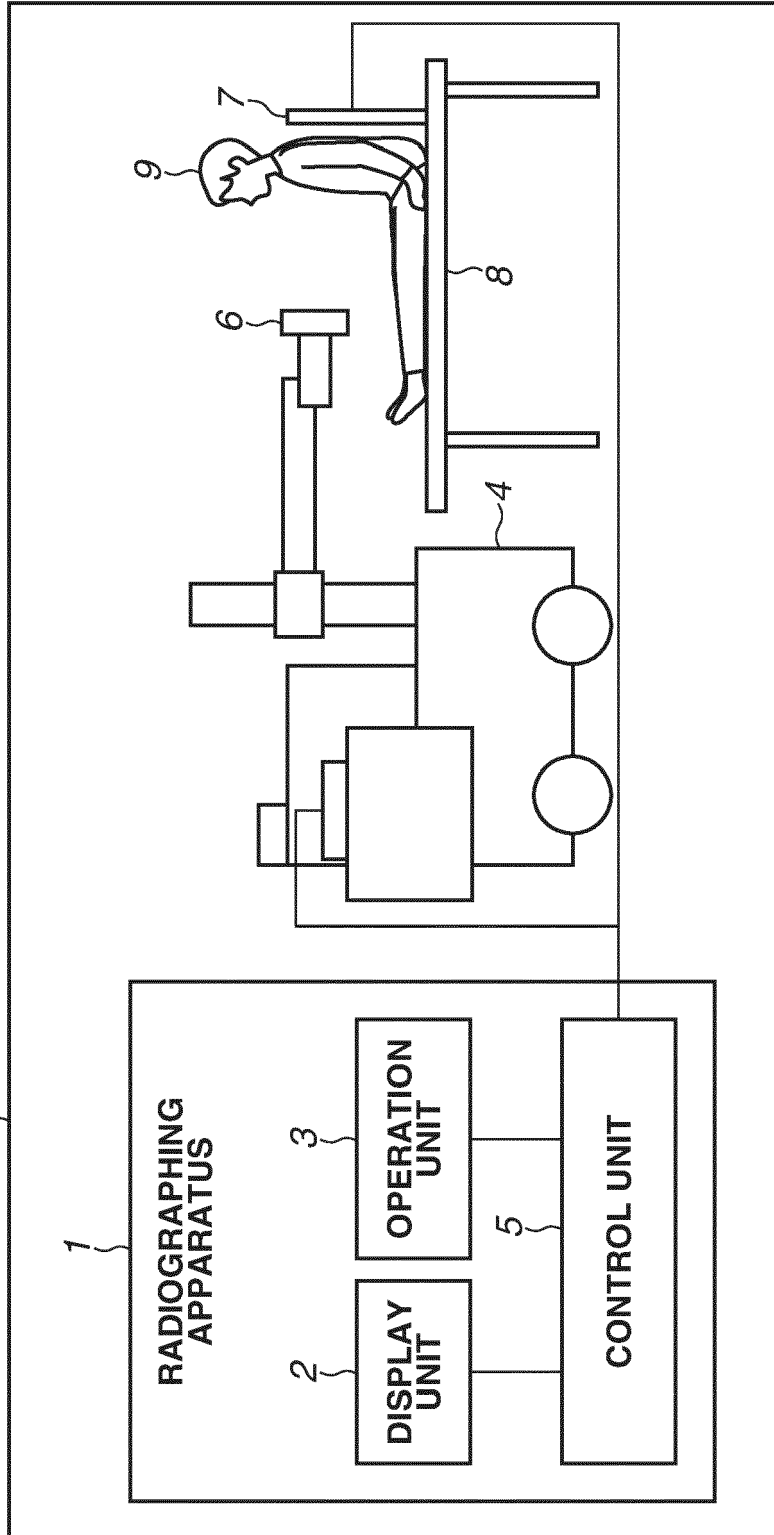 1
RADIOGRAPHING
APPARATUS
2
DISPLAY
UNIT
3
OPERATION
UNIT
5
CONTROL UNIT
4
6
7
8
9